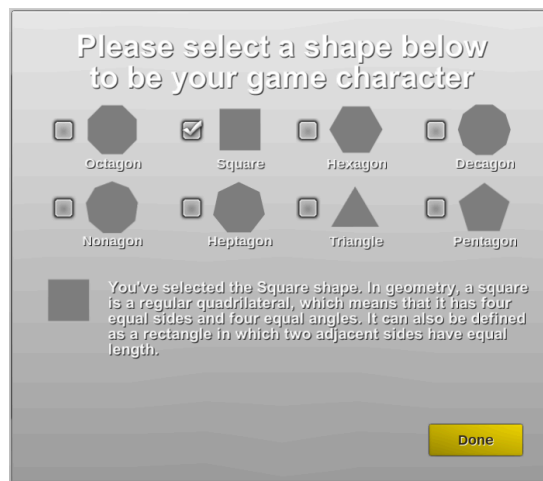 Please select a shape below
to be your game character
Octagon Square Hexagon Decagon
Nonagon Heptagon Triangle Pentagon
You've selected the Square shape. In geometry, a square
is a regular quadrilateral, which means that it has four
equal sides and four equal angles. It can also be defined
as a rectangle in which two adjacent sides have equal
length.
Done